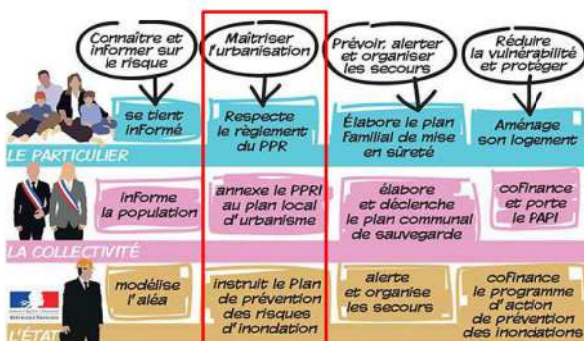 Connaître et
informer sur
le risque
Maîtriser
l'urbanisation
Prévoir, alerter
et organiser
les secours
Réduire
la vulnérabilité
et protéger
se tient
informé
Respecte
le règlement
du PPR
Élabore le plan
Familial de mise
en sûreté
Aménage
son logement
LE PARTICULIER
informe
la population
annexe le PPRI
au plan local
d'urbanisme
élabore
et déclenche
le plan communal
de sauvegarde
cofinance
et porte
le PAPI
LA COLLECTIVITÉ
modélise
l'aléa
instruit le Plan
de prévention
des risques
d'inondation
alerte
et organise
les secours
cofinance
le programme
d'action
de prévention
des inondations
RÉPUBLIQUE FRANÇAISE
L'ÉTAT